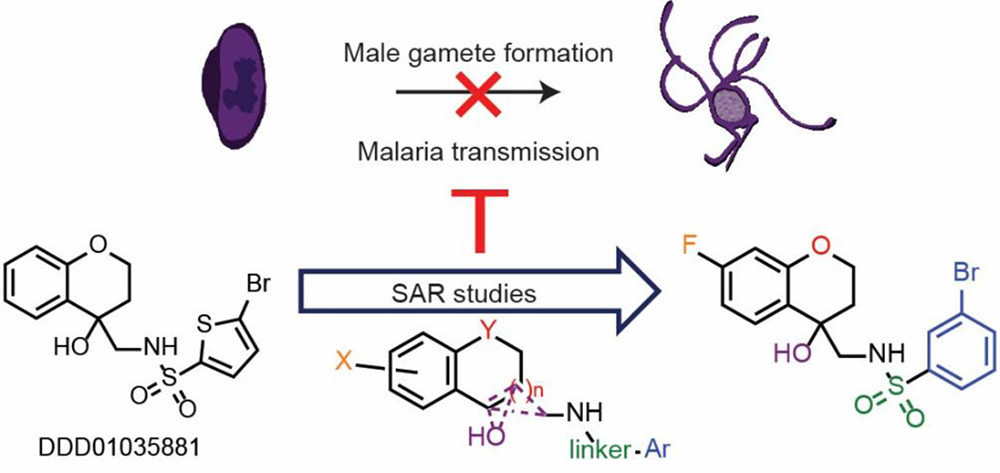 Male gamete formation
Malaria transmission
O
HO
NH
S
O
O
S
Br
DDD01035881
SAR studies
X
Y
( )n
HO
NH
linker-Ar
F
O
HO
NH
S
O
O
Br